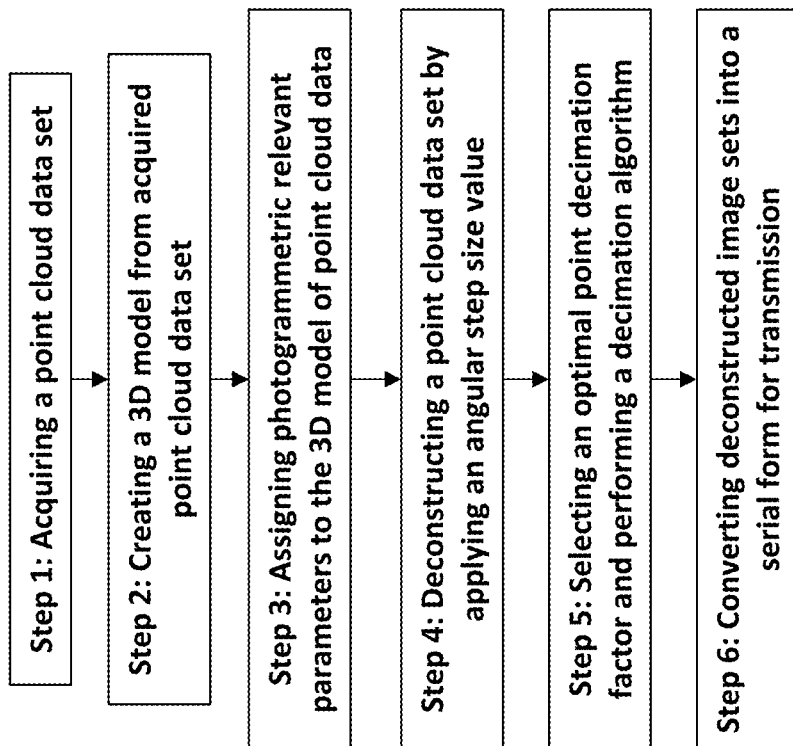 Step 1: Acquiring a point cloud data set
Step 2: Creating a 3D model from acquired
point cloud data set
Step 3: Assigning photogrammetric relevant
parameters to the 3D model of point cloud data
Step 4: Deconstructing a point cloud data set by
applying an angular step size value
Step 5: Selecting an optimal point decimation
factor and performing a decimation algorithm
Step 6: Converting deconstructed image sets into a
serial form for transmission